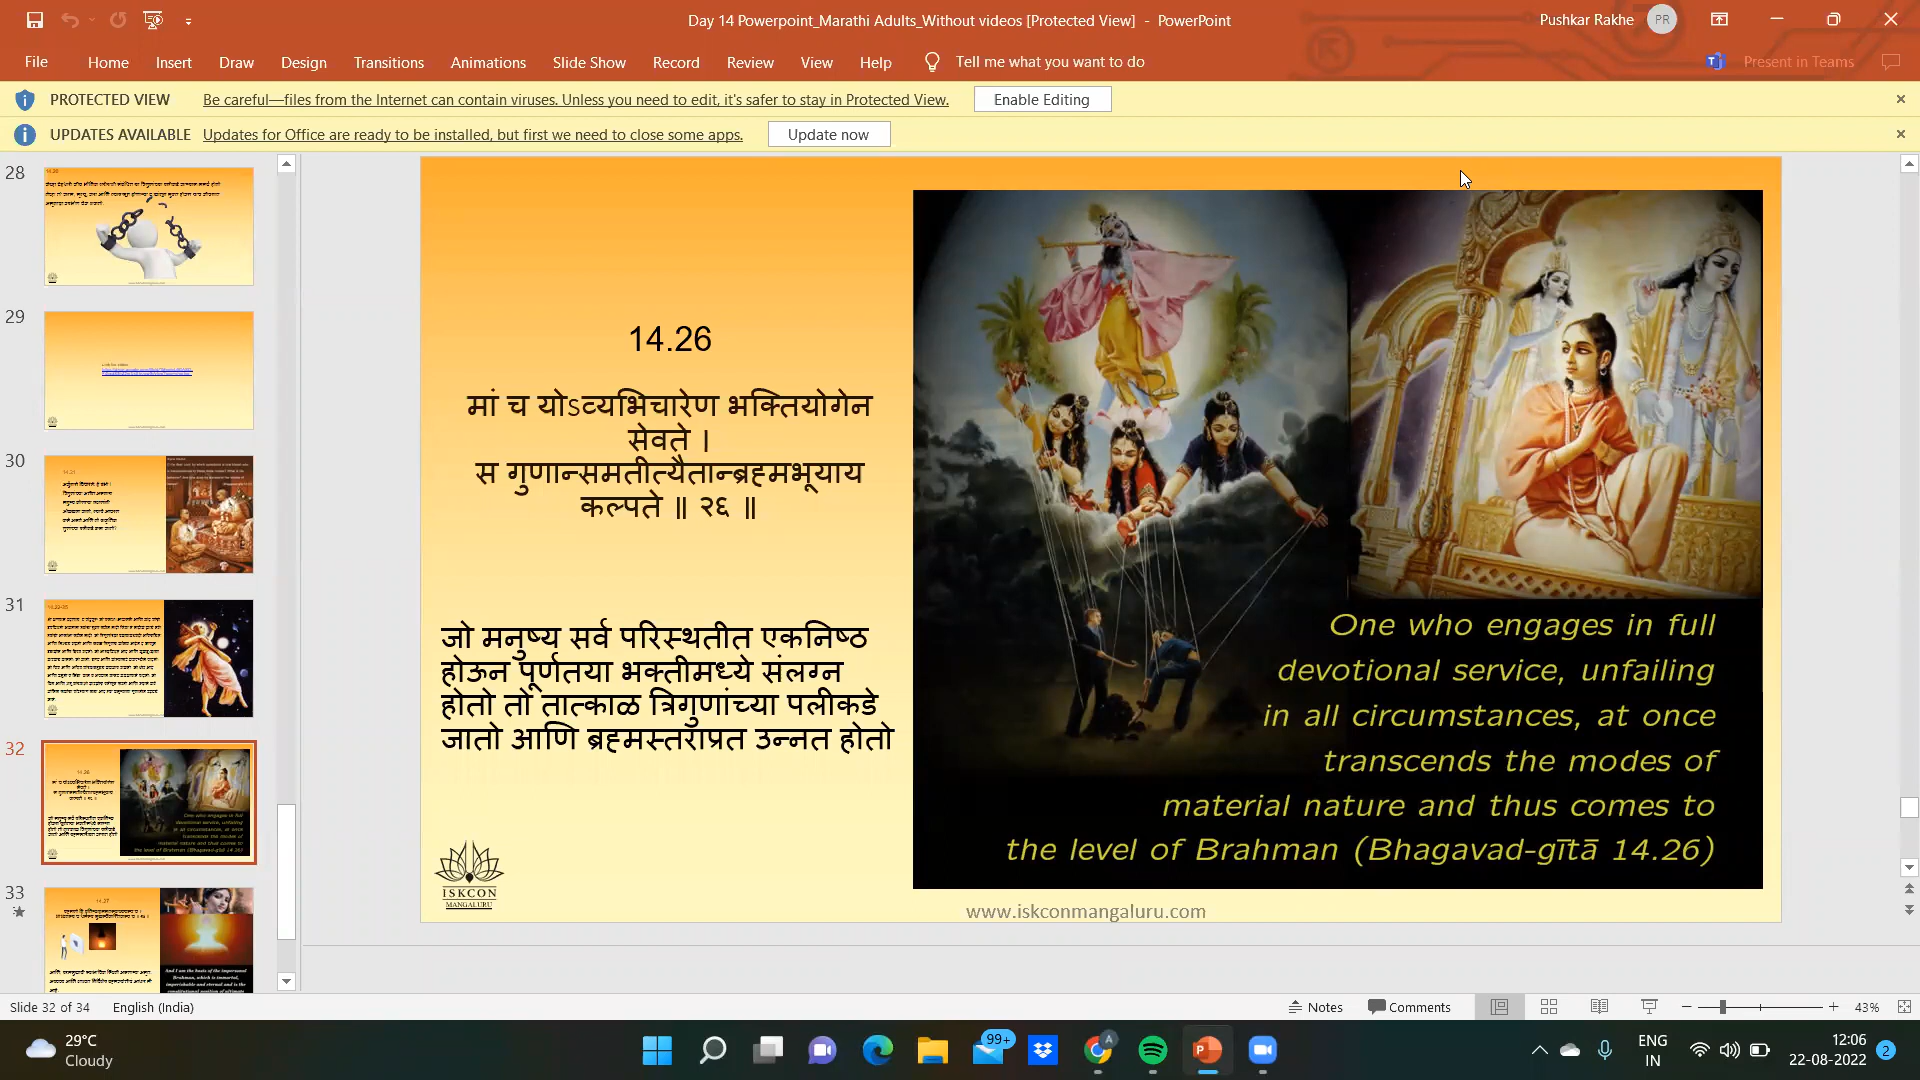 Day 14 Powerpoint_Marathi Adults_Without videos [Protected View] - PowerPoint
Pushkar Rakhe
PR
File Home Insert Draw Design Transitions Animations Slide Show Record Review View Help Tell me what you want to do
Present in Teams
PROTECTED VIEW Be careful—files from the Internet can contain viruses. Unless you need to edit, it's safer to stay in Protected View. Enable Editing
UPDATES AVAILABLE Updates for Office are ready to be installed, but first we need to close some apps. Update now
28
29
30
31
32
33
14.26
मां च योऽव्यभिचारेण भक्तियोगेन
सेवते ।
स गुणान्समतीत्यैतान्ब्रह्मभूयाय
कल्पते ॥ २६ ॥
जो मनुष्य सर्व परिस्थतीत एकनिष्ठ
होऊन पूर्णतया भक्तीमध्ये संलग्न
होतो तो तात्काळ त्रिगुणांच्या पलीकडे
जातो आणि ब्रह्मस्तराप्रत उन्नत होतो
One who engages in full
devotional service, unfailing
in all circumstances, at once
transcends the modes of
material nature and thus comes to
the level of Brahman (Bhagavad-gītā 14.26)
ISKCON
MANGALURU
www.iskconmangaluru.com
Slide 32 of 34 English (India)
Notes Comments 43%
29°C
Cloudy
99+
ENG
IN
12:06
22-08-2022
2